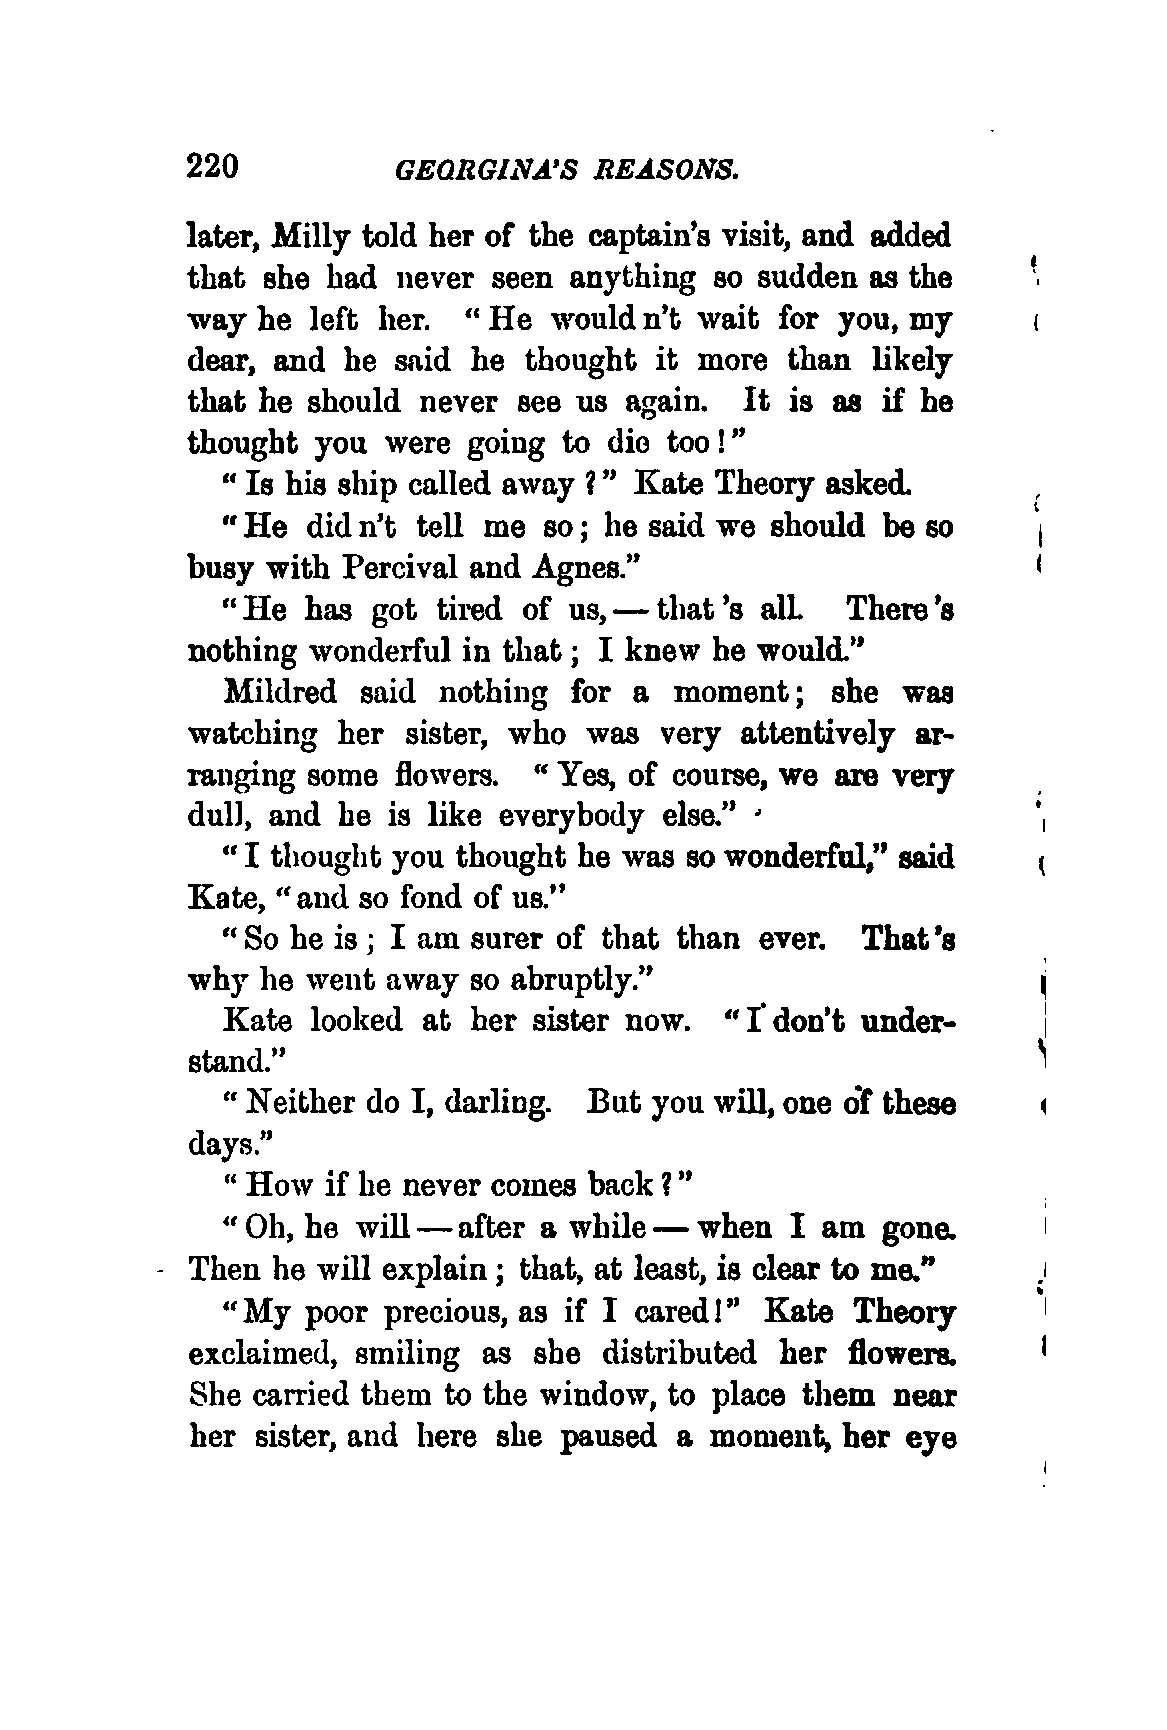 220 GEORGINA'S REASONS.
later, Milly told her of the captain's visit, and added
that she had never seen anything so sudden as the
way he left her. "He would n't wait for you, my
dear, and he said he thought it more than likely
that he should never see us again. It is as if he
thought you were going to die too!"
"Is his ship called away?" Kate Theory asked.
"He did n't tell me so; he said we should be so
busy with Percival and Agnes."
"He has got tired of us,—that 's all. There 's
nothing wonderful in that; I knew he would."
Mildred said nothing for a moment; she was
watching her sister, who was very attentively ar-
ranging some flowers. "Yes, of course, we are very
dull, and he is like everybody else."
"I thought you thought he was so wonderful," said
Kate, "and so fond of us."
"So he is; I am surer of that than ever. That 's
why he went away so abruptly."
Kate looked at her sister now. "I don't under-
stand."
"Neither do I, darling. But you will, one of these
days."
"How if he never comes back?"
"Oh, he will—after a while—when I am gone.
Then he will explain; that, at least, is clear to me."
"My poor precious, as if I cared!" Kate Theory
exclaimed, smiling as she distributed her flowers.
She carried them to the window, to place them near
her sister, and here she paused a moment, her eye